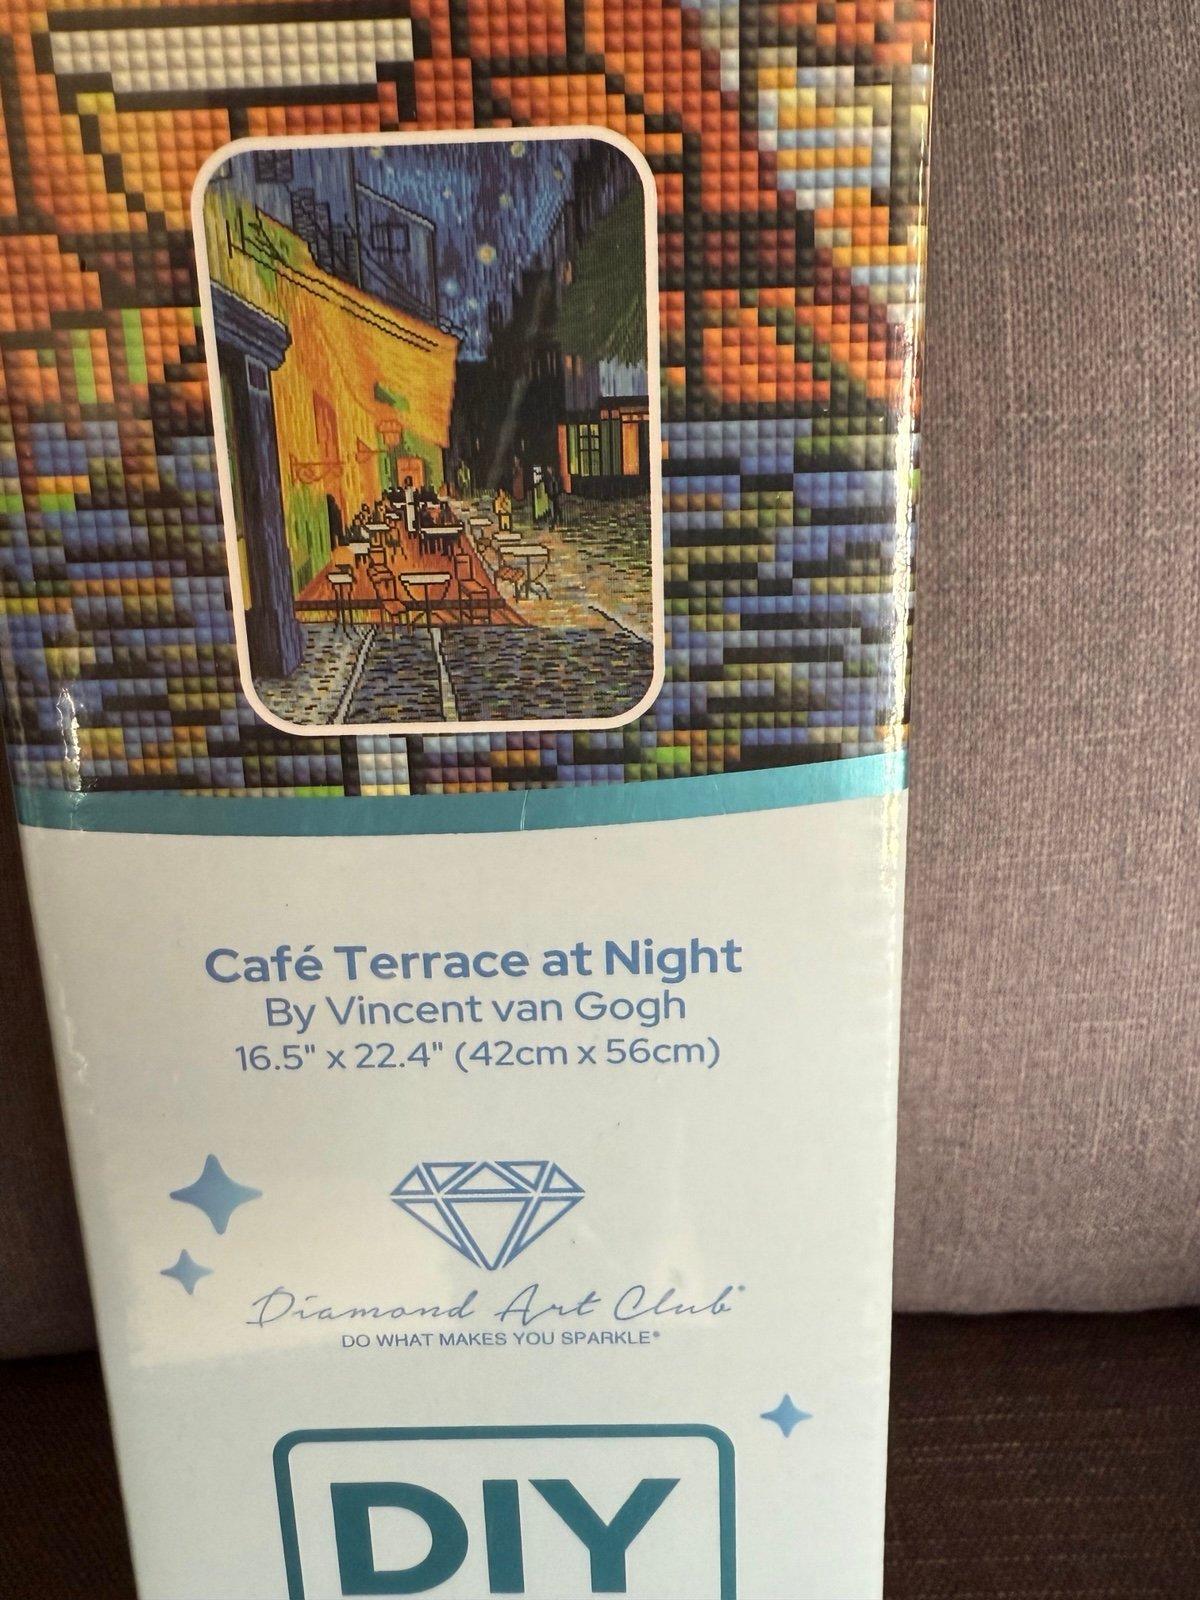 Café Terrace at Night
By Vincent van Gogh
16.5" x 22.4" (42cm x 56cm)
Diamond Art Club®
DO WHAT MAKES YOU SPARKLE®
DIY